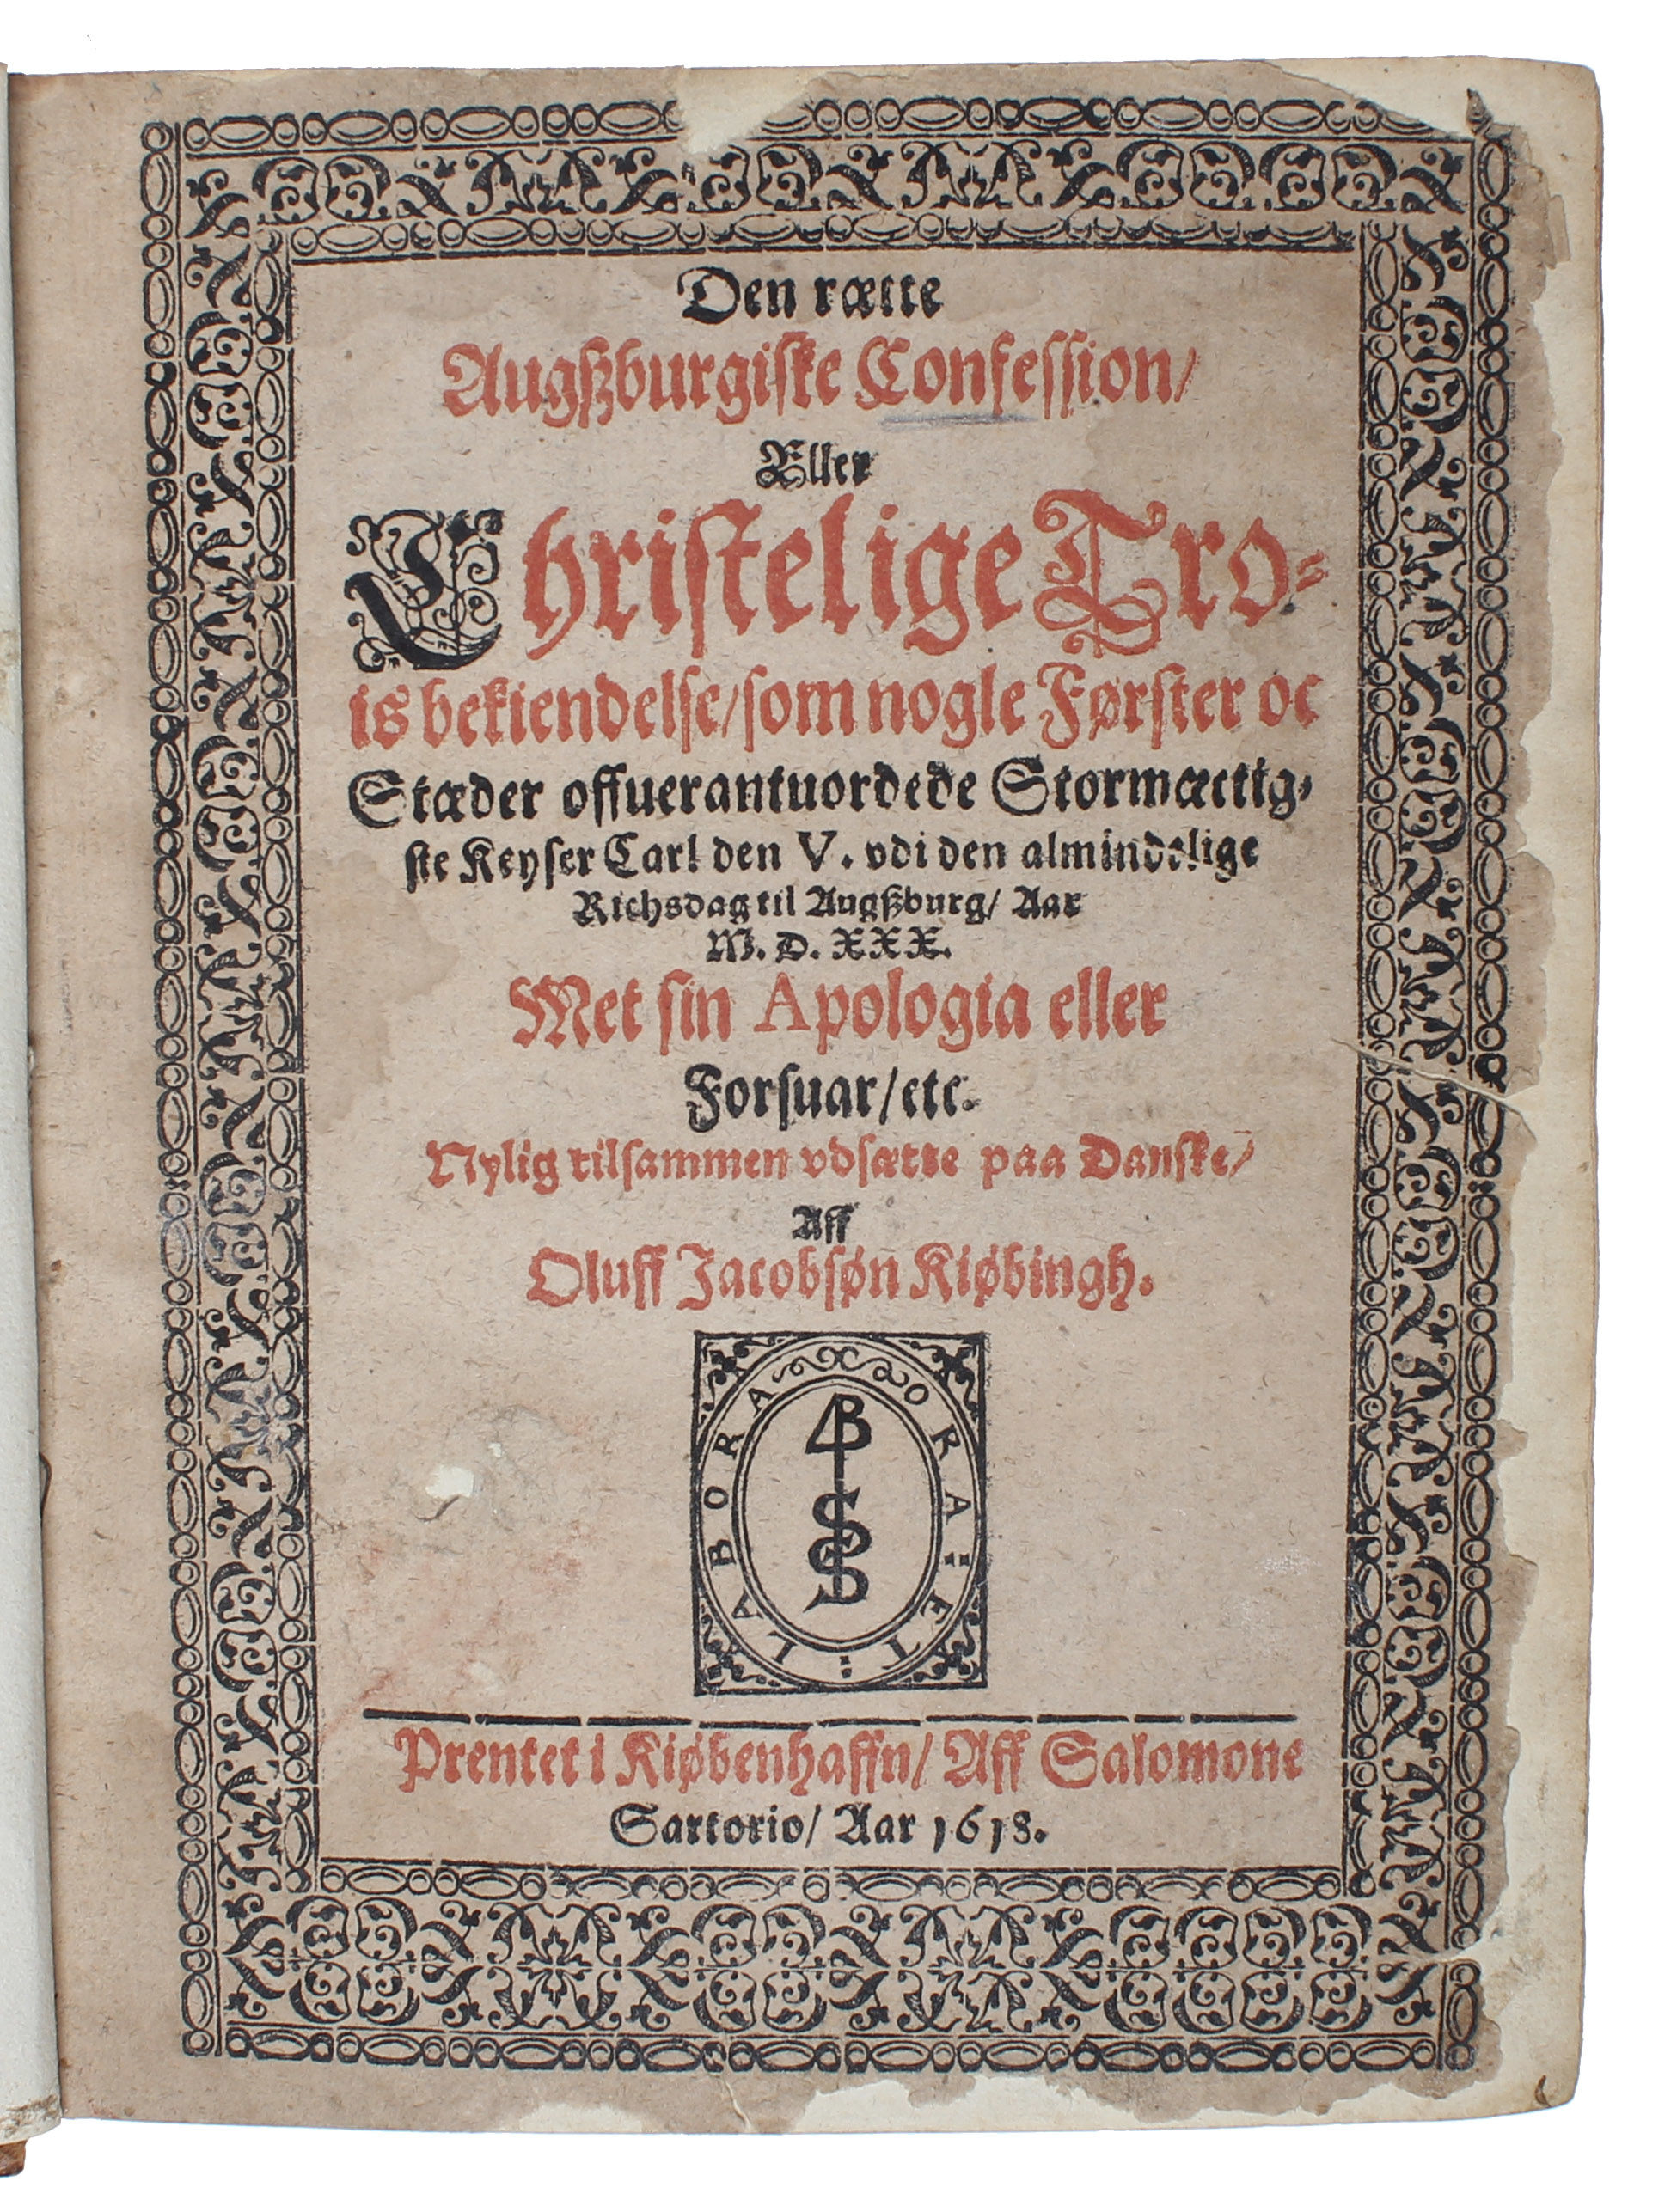 Den rætte
Augßburgiske Confession/
Eller
Christelige Tro⸗
is bekiendelse/som nogle Førster oc
Stæder offuerantuordede Stormættig⸗
ste Keyser Carl den V. vdi den almindelige
Richsdag til Augßburg/ Aar
M. D. XXX.
Met sin Apologia eller
Forsuar/etc.
Nylig tilsammen vdsætte paa Danske/
Aff
Oluff Jacobsøn Kiøbingh.
ORA ET LABORA
Prentet i Kiøbenhaffn/ Aff Salomone
Sartorio/ Aar 1618.